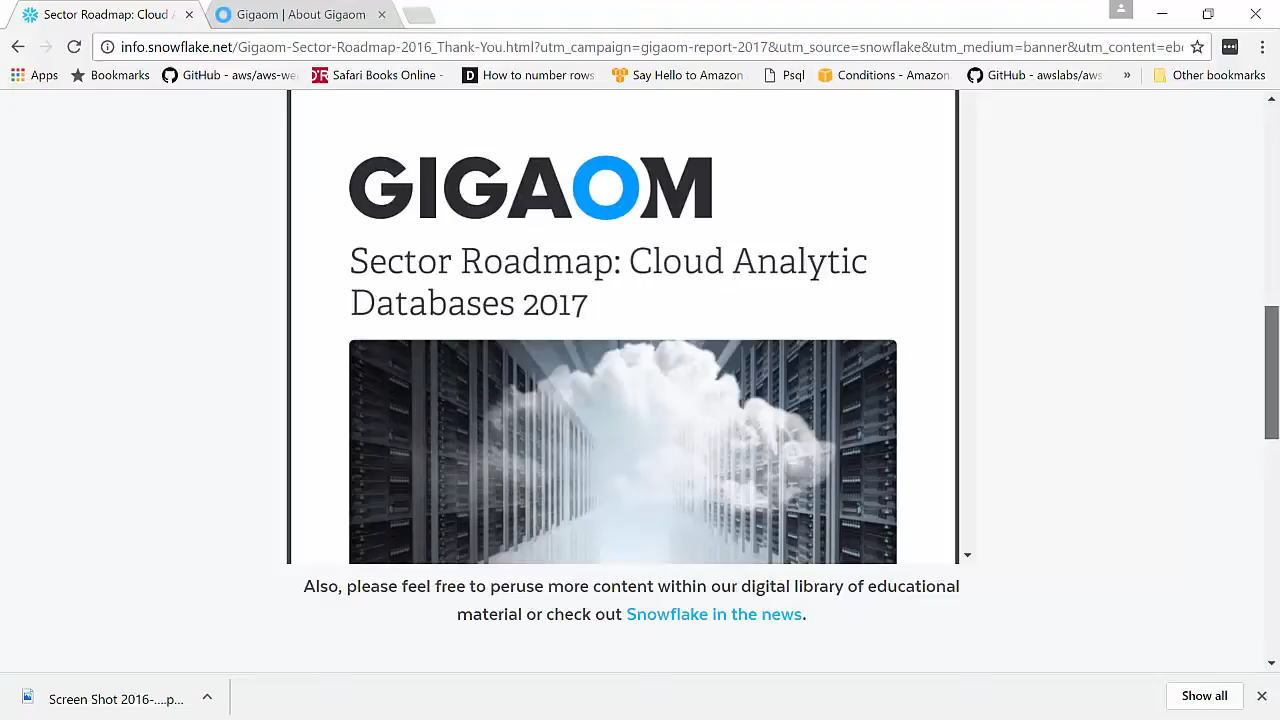 Sector Roadmap: Cloud A
Gigaom | About Gigaom
info.snowflake.net/Gigaom-Sector-Roadmap-2016_Thank-You.html?utm_campaign=gigaom-report-2017&utm_source=snowflake&utm_medium=banner&utm_content=eb
Apps
Bookmarks
GitHub - aws/aws-we
Safari Books Online -
How to number rows
Say Hello to Amazon
Psql
Conditions - Amazon
GitHub - awslabs/aws
»
Other bookmarks
GIGAOM
Sector Roadmap: Cloud Analytic
Databases 2017
Also, please feel free to peruse more content within our digital library of educational
material or check out Snowflake in the news.
Screen Shot 2016-....p...
Show all